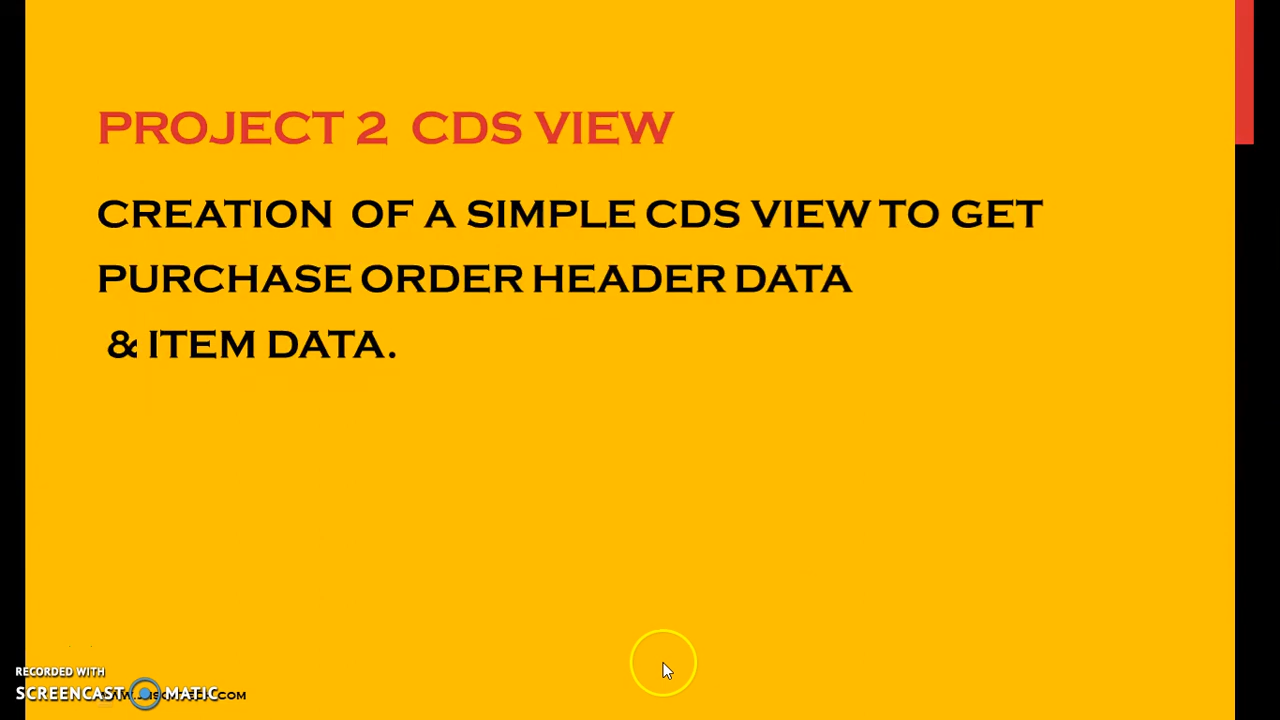 PROJECT 2 CDS VIEW
CREATION OF A SIMPLE CDS VIEW TO GET
PURCHASE ORDER HEADER DATA
& ITEM DATA.
RECORDED WITH
SCREENCAST MATIC